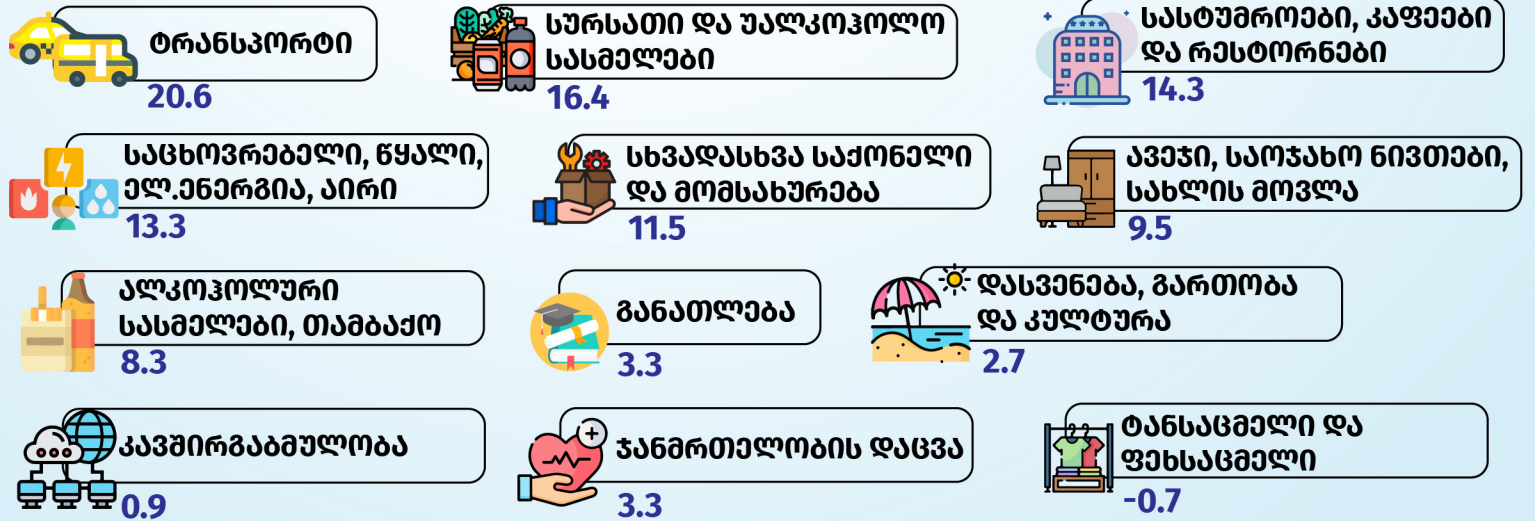 ტრანსპორტი
20.6
სურსათი და უალკოჰოლო
სასმელები
16.4
სასტუმროები, კაფეები
და რესტორნები
14.3
საცხოვრებელი, წყალი,
ელ.ენერგია, აირი
13.3
სხვადასხვა საქონელი
და მომსახურება
11.5
ავეჯი, საოჯახო ნივთები,
სახლის მოვლა
9.5
ალკოჰოლური
სასმელები, თამბაქო
8.3
განათლება
3.3
დასვენება, გართობა
და კულტურა
2.7
კავშირგაბმულობა
0.9
ჯანმრთელობის დაცვა
3.3
ტანსაცმელი და
ფეხსაცმელი
-0.7